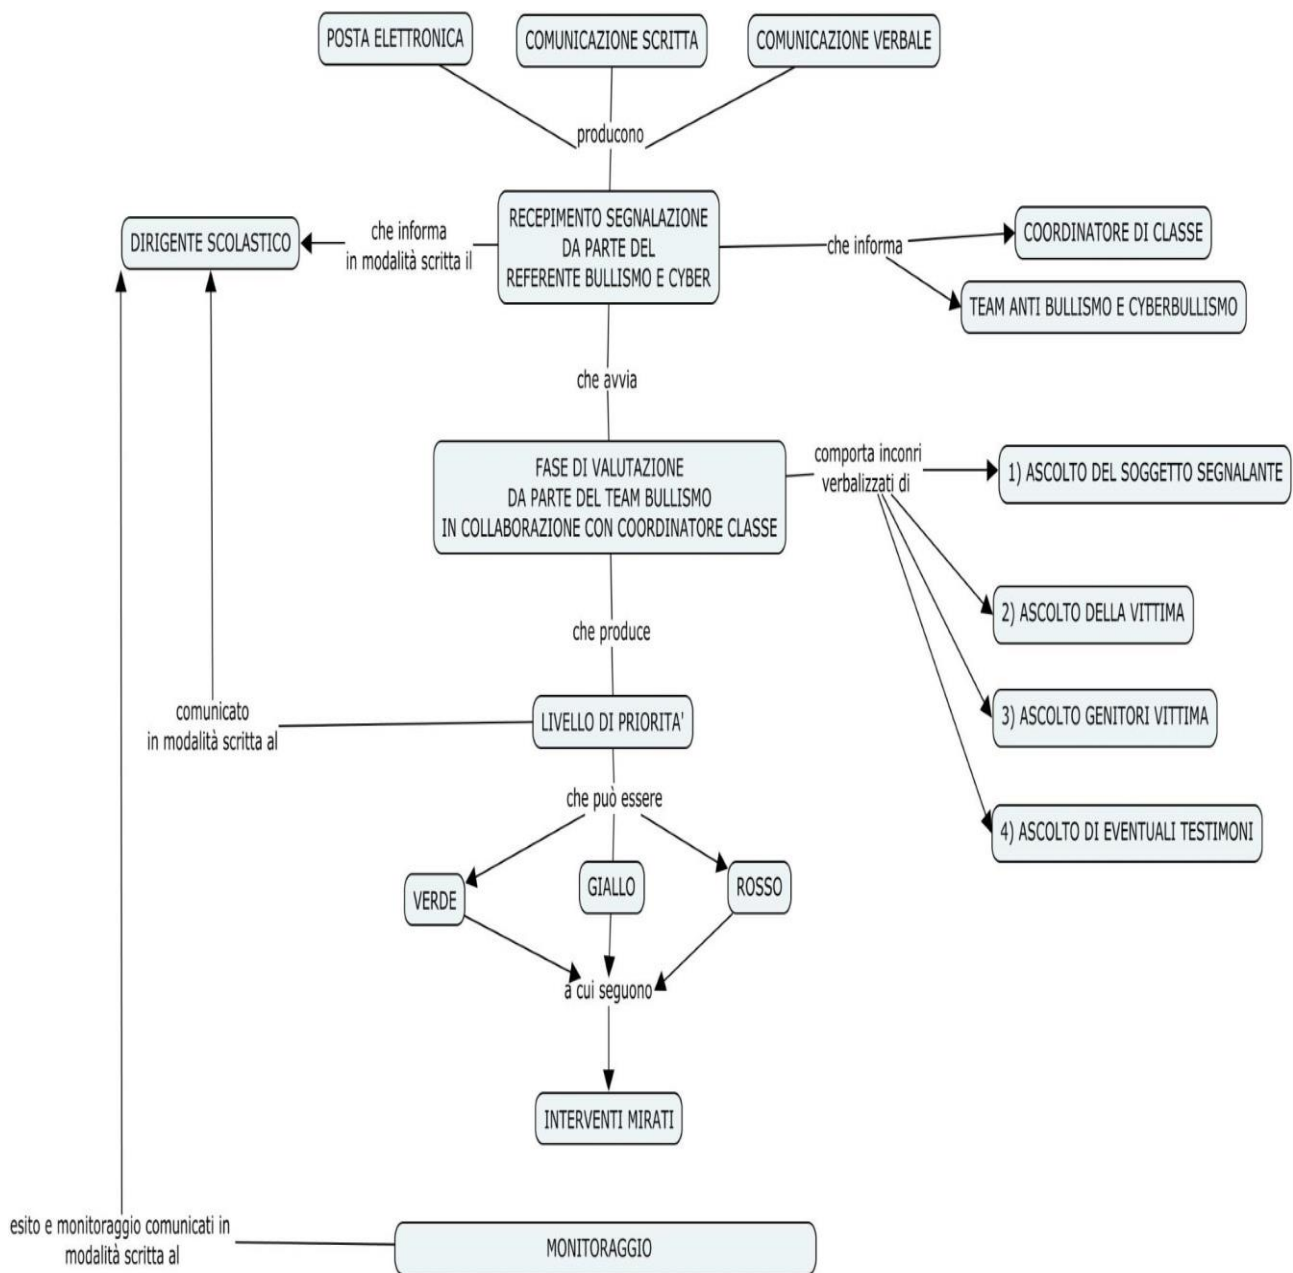 POSTA ELETTRONICA
COMUNICAZIONE SCRITTA
COMUNICAZIONE VERBALE
producono
RECEPIMENTO SEGNALAZIONE
DA PARTE DEL
REFERENTE BULLISMO E CYBER
che informa
in modalità scritta il
DIRIGENTE SCOLASTICO
che informa
COORDINATORE DI CLASSE
TEAM ANTI BULLISMO E CYBERBULLISMO
che avvia
FASE DI VALUTAZIONE
DA PARTE DEL TEAM BULLISMO
IN COLLABORAZIONE CON COORDINATORE CLASSE
comporta inconri
verbalizzati di
1) ASCOLTO DEL SOGGETTO SEGNALANTE
2) ASCOLTO DELLA VITTIMA
3) ASCOLTO GENITORI VITTIMA
4) ASCOLTO DI EVENTUALI TESTIMONI
che produce
LIVELLO DI PRIORITA'
comunicato
in modalità scritta al
che può essere
VERDE
GIALLO
ROSSO
a cui seguono
INTERVENTI MIRATI
MONITORAGGIO
esito e monitoraggio comunicati in
modalità scritta al